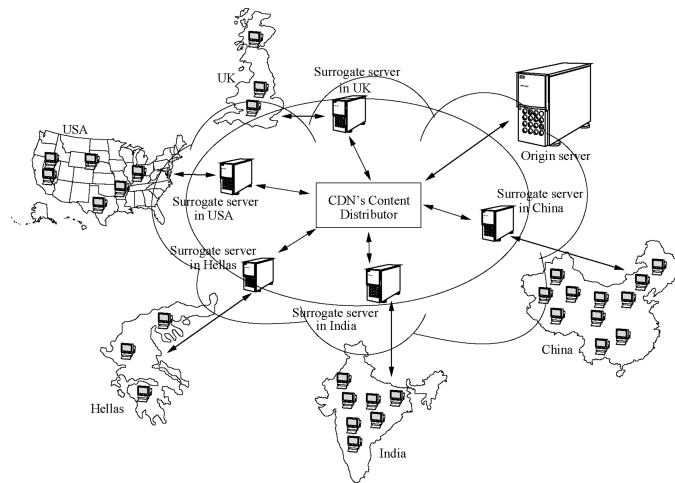 UK
Surrogate server
in UK
USA
Origin server
Surrogate server
in USA
CDN's Content
Distributor
Surrogate server
in China
Surrogate server
in Hellas
Surrogate server
in India
China
Hellas
India